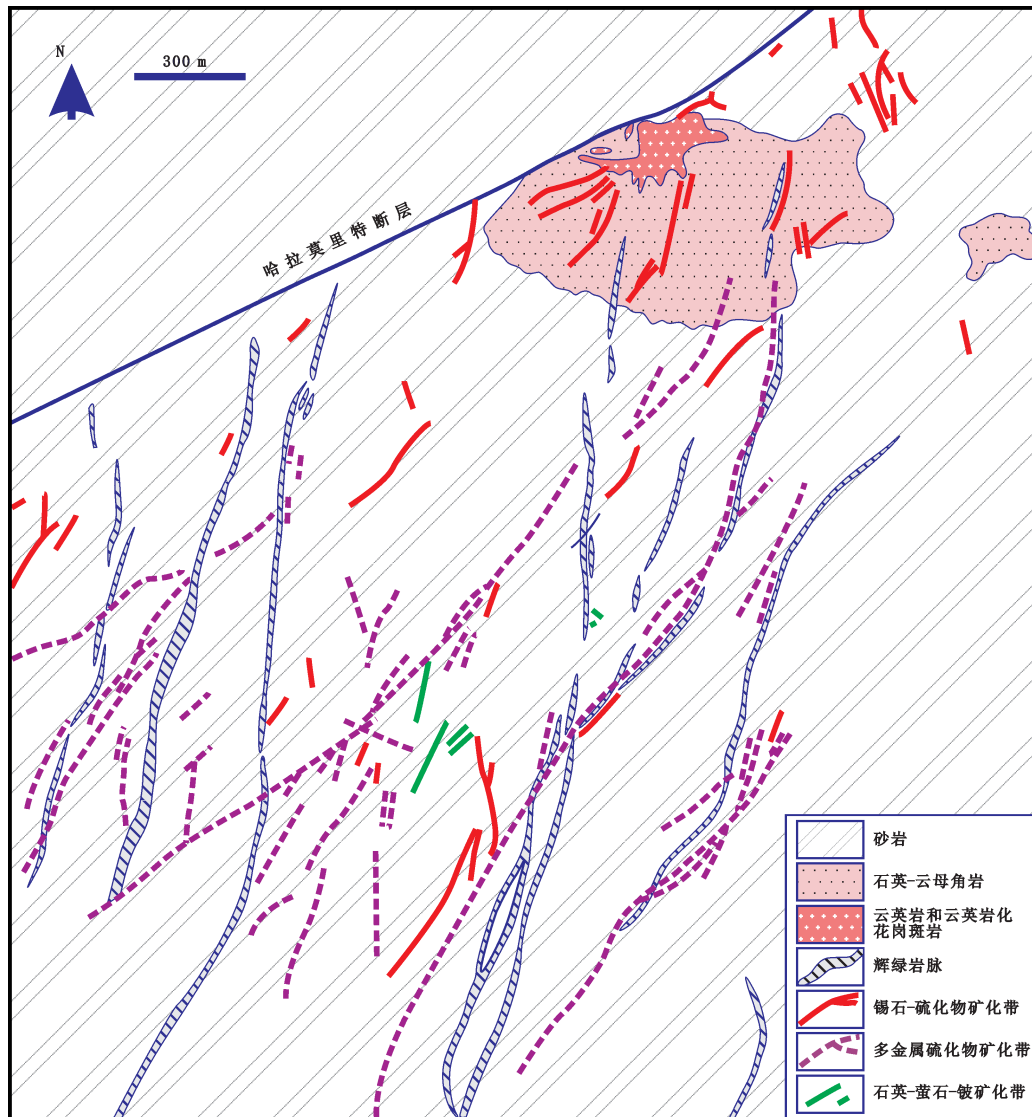 N
300 m
哈拉莫里特断层
砂岩
石英-云母角岩
云英岩和云英岩化
花岗斑岩
辉绿岩脉
锡石-硫化物矿化带
多金属硫化物矿化带
石英-萤石-铍矿化带